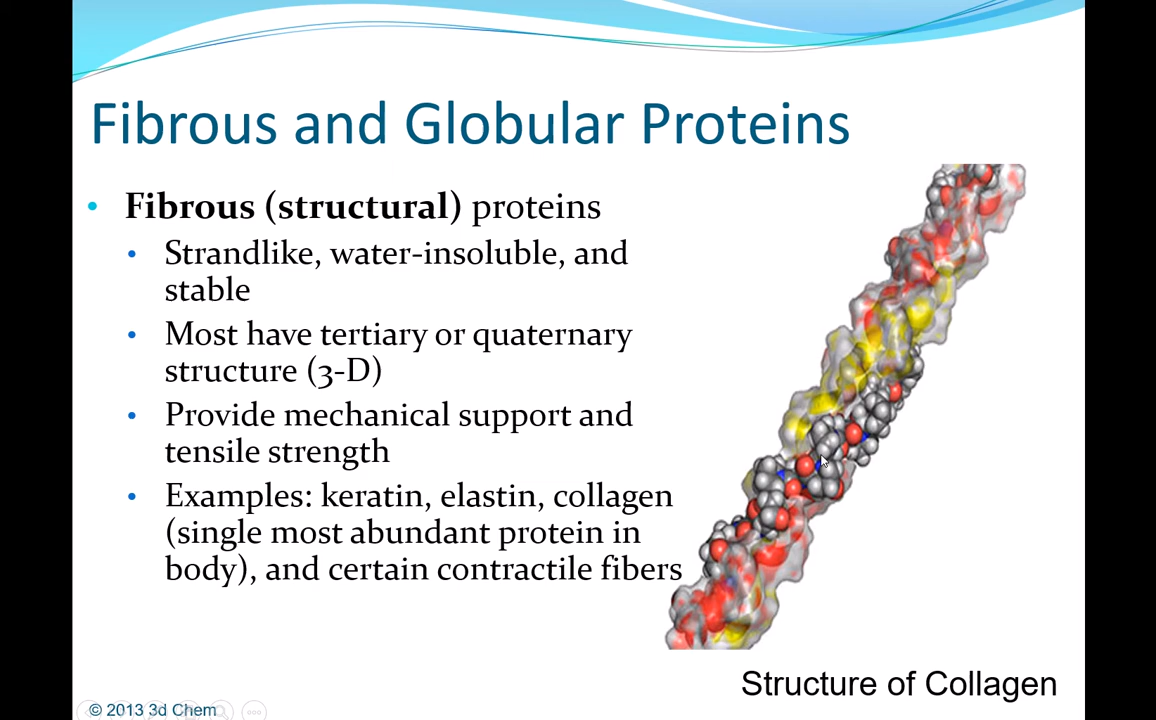 Fibrous and Globular Proteins
• Fibrous (structural) proteins
• Strandlike, water-insoluble, and
stable
• Most have tertiary or quaternary
structure (3-D)
• Provide mechanical support and
tensile strength
• Examples: keratin, elastin, collagen
(single most abundant protein in
body), and certain contractile fibers
Structure of Collagen
© 2013 3d Chem